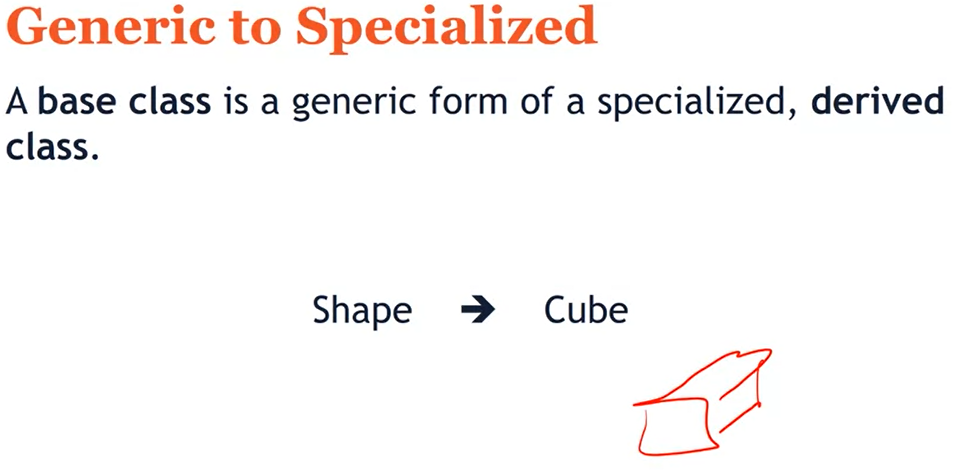 Generic to Specialized
A base class is a generic form of a specialized, derived
class.
Shape ➔ Cube